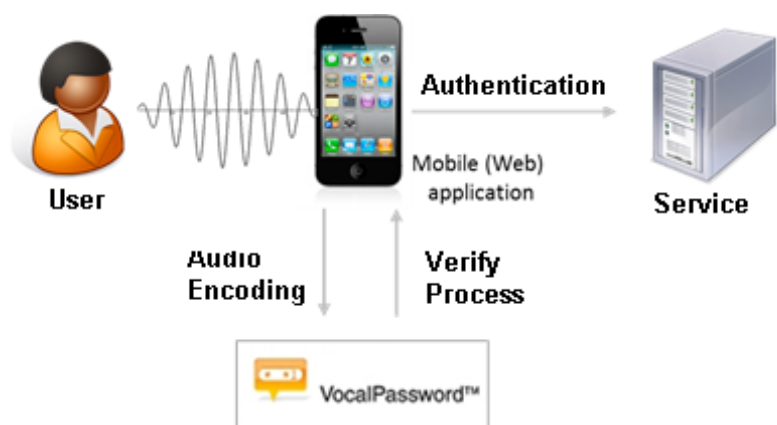 Authentication
Mobile (Web)
application
User
Service
Audio
Encoding
Verify
Process
VocalPassword™